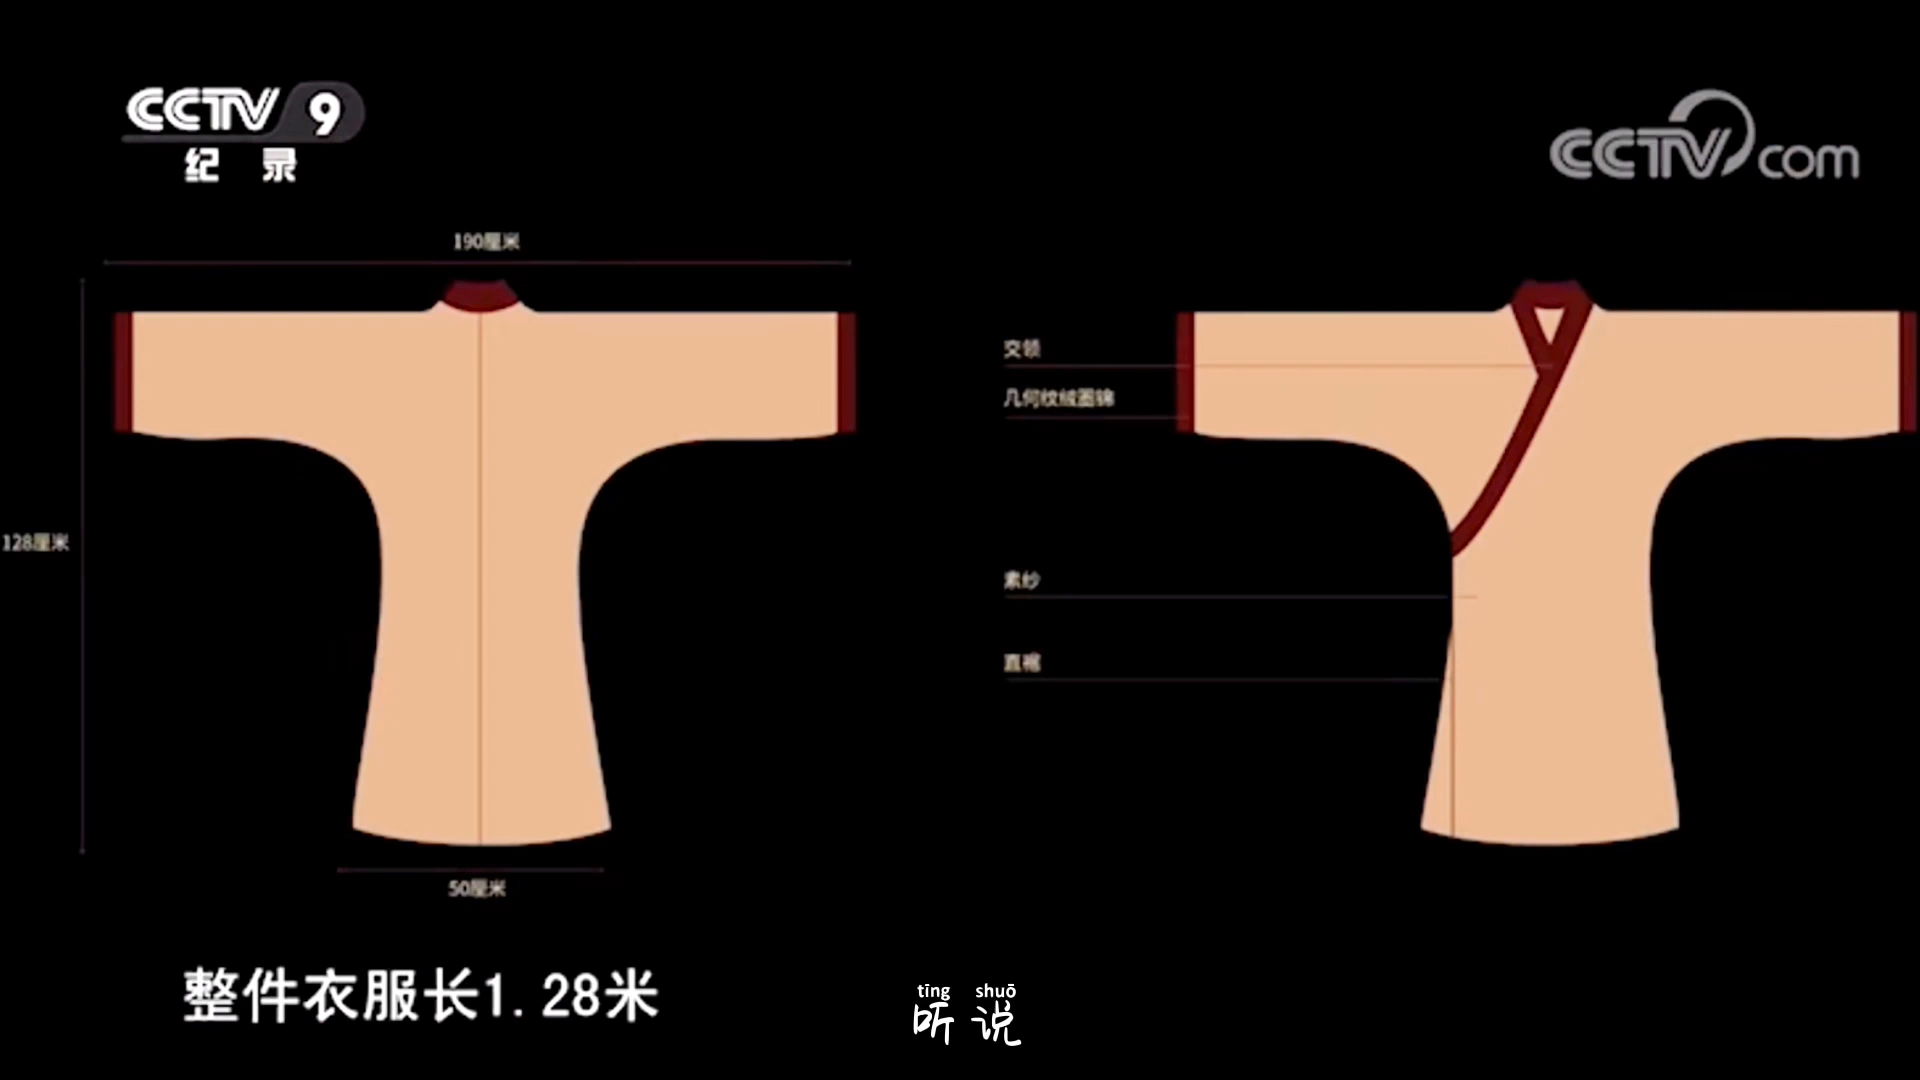 CCTV 9
纪 录
CCTV com
190厘米
128厘米
50厘米
交领
几何纹绒圈锦
素纱
直裾
整件衣服长1.28米
tīng shuō
听 说